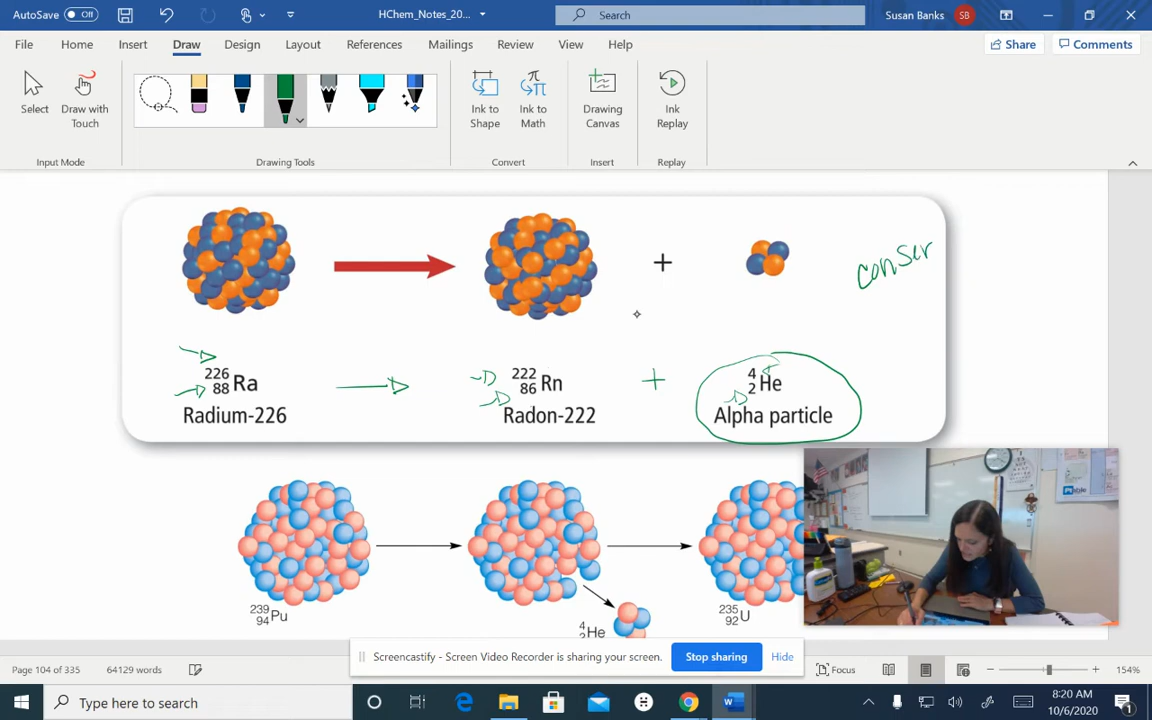 AutoSave Off HChem_Notes_20... Search Susan Banks SB
File Home Insert Draw Design Layout References Mailings Review View Help Share Comments
Select Draw with Touch Ink to Shape Ink to Math Drawing Canvas Ink Replay
Input Mode Drawing Tools Convert Insert Replay
+
conser
226 88 Ra → 222 86 Rn + 4 2 He
Radium-226 Radon-222 Alpha particle
239 94 Pu 4 2 He 235 92 U
Screencastify - Screen Video Recorder is sharing your screen. Stop sharing Hide
Page 104 of 335 64129 words Focus 154%
Type here to search 8:20 AM
10/6/2020 1